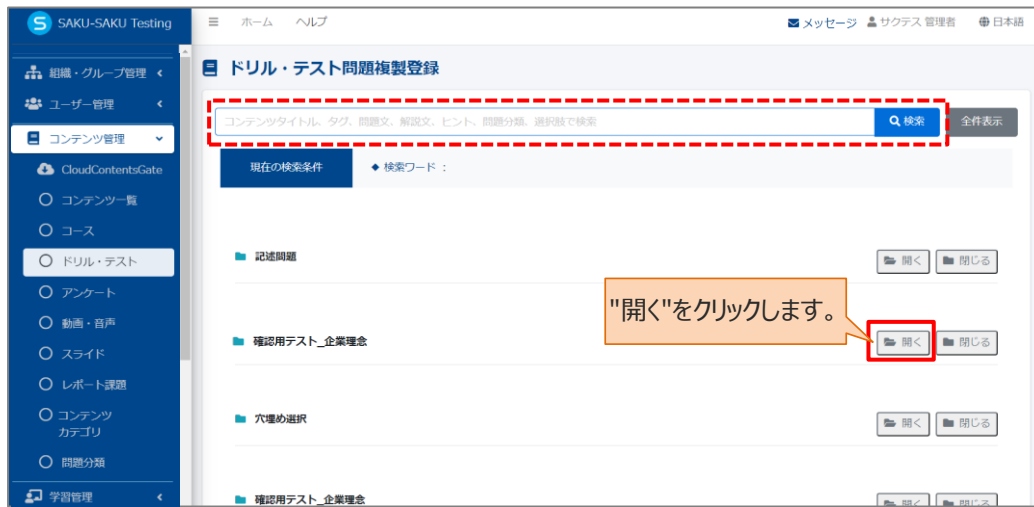 SAKU-SAKU Testing
ホーム ヘルプ
メッセージ サクテス 管理者 日本語
組織・グループ管理
ユーザー管理
コンテンツ管理
CloudContentsGate
コンテンツ一覧
コース
ドリル・テスト
アンケート
動画・音声
スライド
レポート課題
コンテンツ
カテゴリ
問題分類
学習管理
ドリル・テスト問題複製登録
コンテンツタイトル、タグ、問題文、解説文、ヒント、問題分類、選択肢で検索 検索 全件表示
現在の検索条件 ◆ 検索ワード :
記述問題 開く 閉じる
"開く"をクリックします。
確認用テスト_企業理念 開く 閉じる
穴埋め選択 開く 閉じる
確認用テスト_企業理念 開く 閉じる